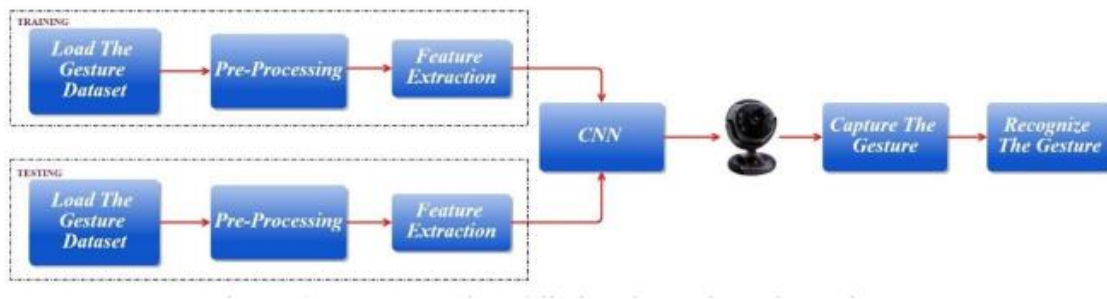 TRAINING
Load The
Gesture
Dataset
Pre-Processing
Feature
Extraction
CNN
Capture The
Gesture
Recognize
The Gesture
TESTING
Load The
Gesture
Dataset
Pre-Processing
Feature
Extraction